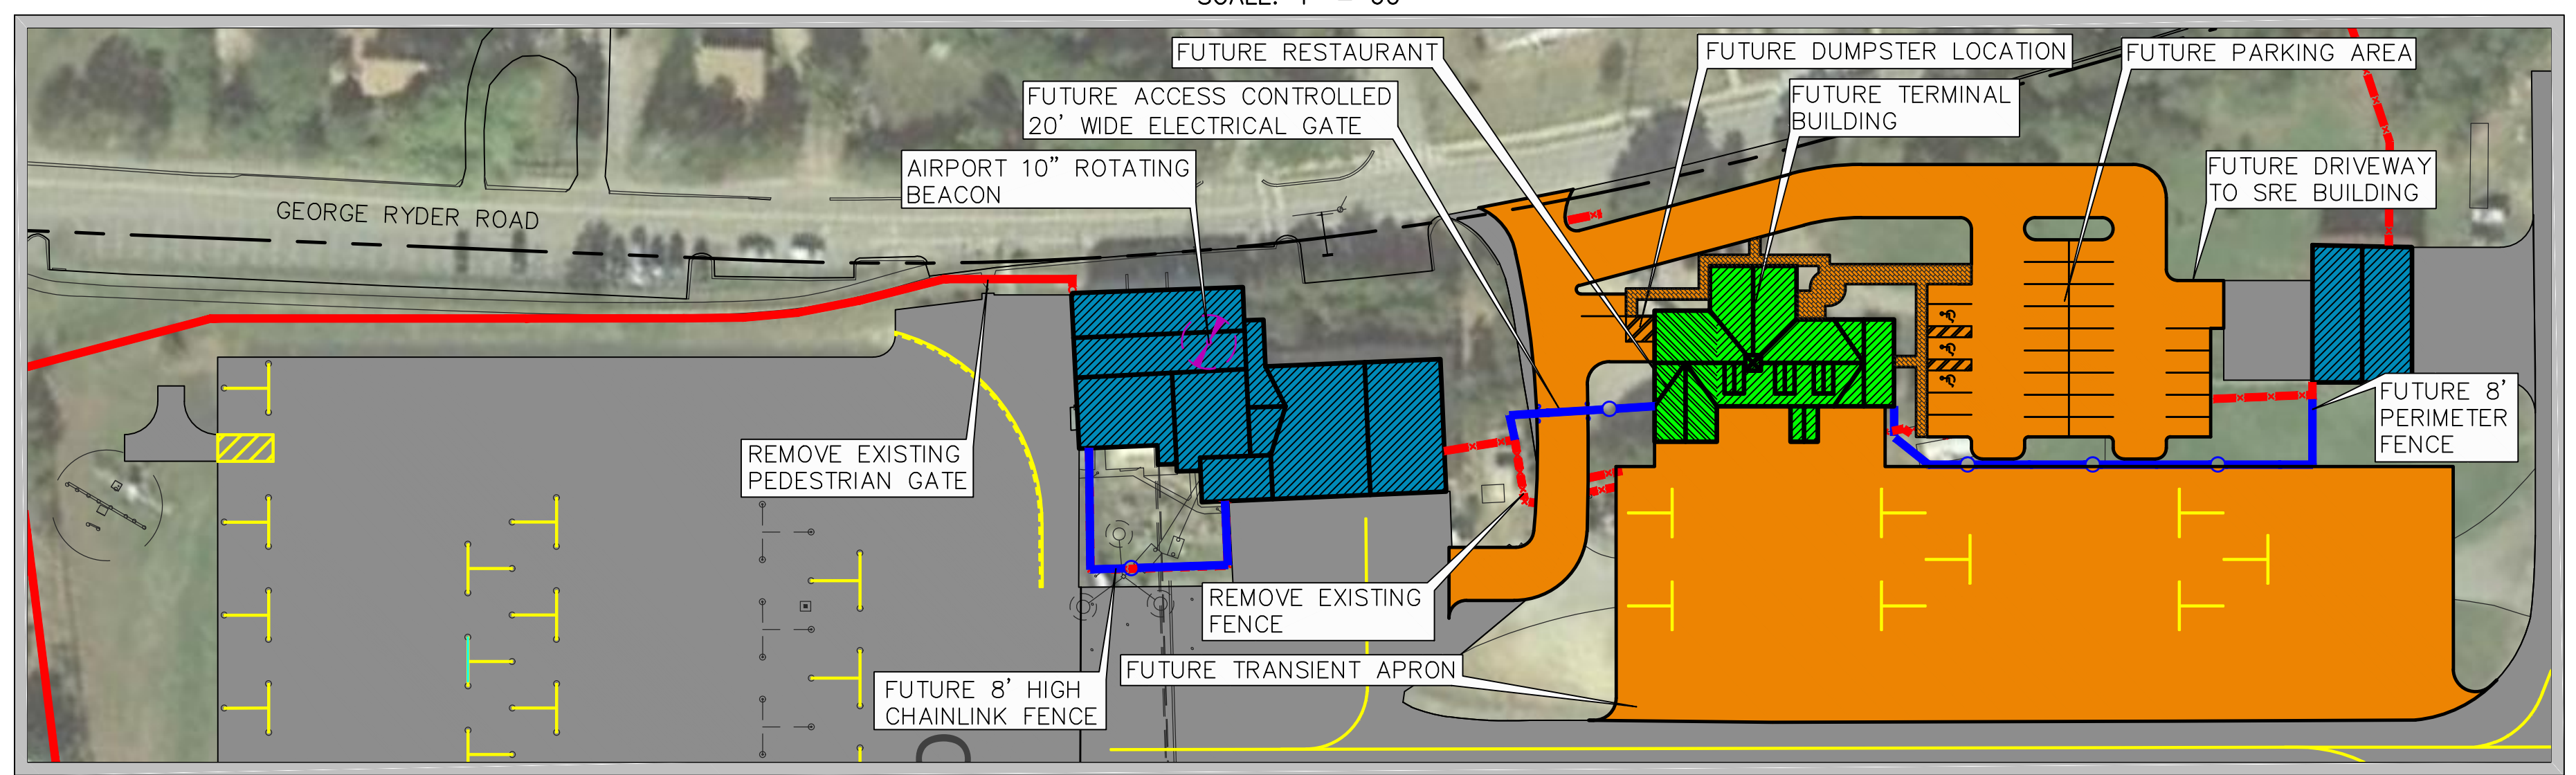 FUTURE RESTAURANT
FUTURE DUMPSTER LOCATION
FUTURE PARKING AREA
FUTURE ACCESS CONTROLLED
20' WIDE ELECTRICAL GATE
FUTURE TERMINAL
BUILDING
AIRPORT 10" ROTATING
BEACON
FUTURE DRIVEWAY
TO SRE BUILDING
GEORGE RYDER ROAD
FUTURE 8'
PERIMETER
FENCE
REMOVE EXISTING
PEDESTRIAN GATE
REMOVE EXISTING
FENCE
FUTURE TRANSIENT APRON
FUTURE 8' HIGH
CHAINLINK FENCE